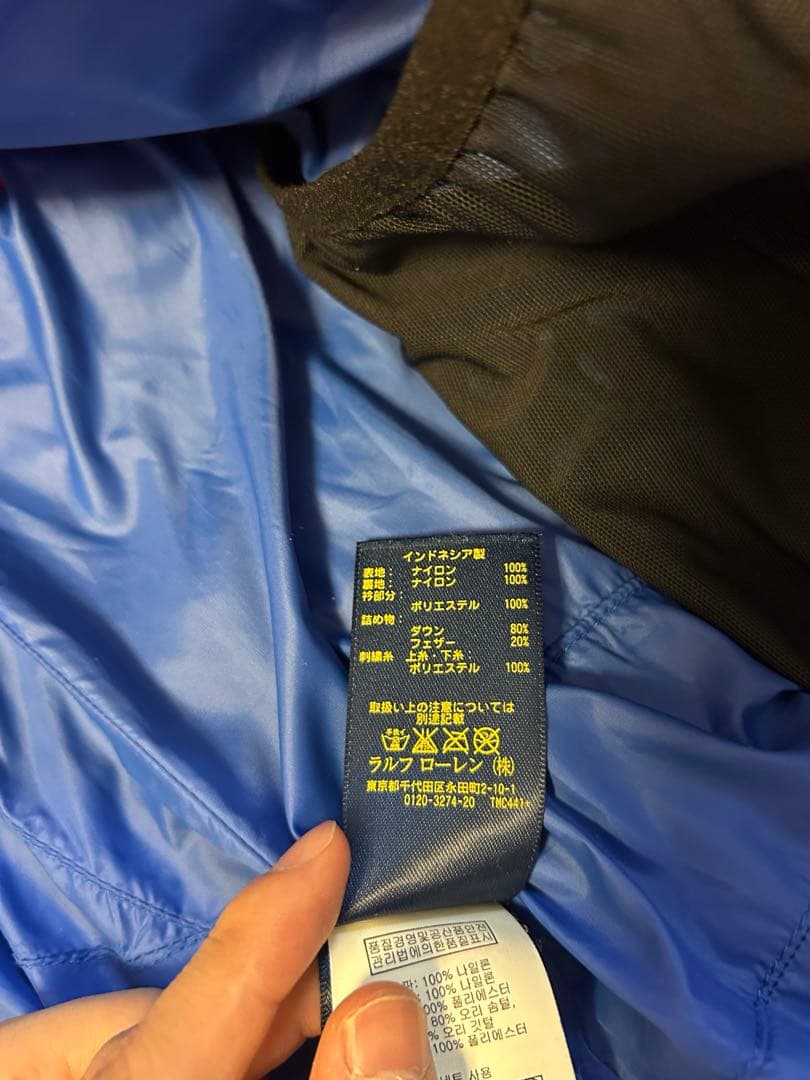 インドネシア製
表地: ナイロン 100%
裏地: ナイロン 100%
衿部分:
ポリエステル 100%
詰め物:
ダウン 80%
フェザー 20%
刺繍糸 上糸・下糸:
ポリエステル 100%
取扱い上の注意については
別途記載
ラルフ ローレン (株)
東京都千代田区永田町2-10-1
0120-3274-20 TMC441+
품질경영및공산품안전
관리법에의한품질표시
100% 나일론
100% 나일론
폴리에스터
80% 오리 솜털,
% 오리 깃털
100% 폴리에스터
사용